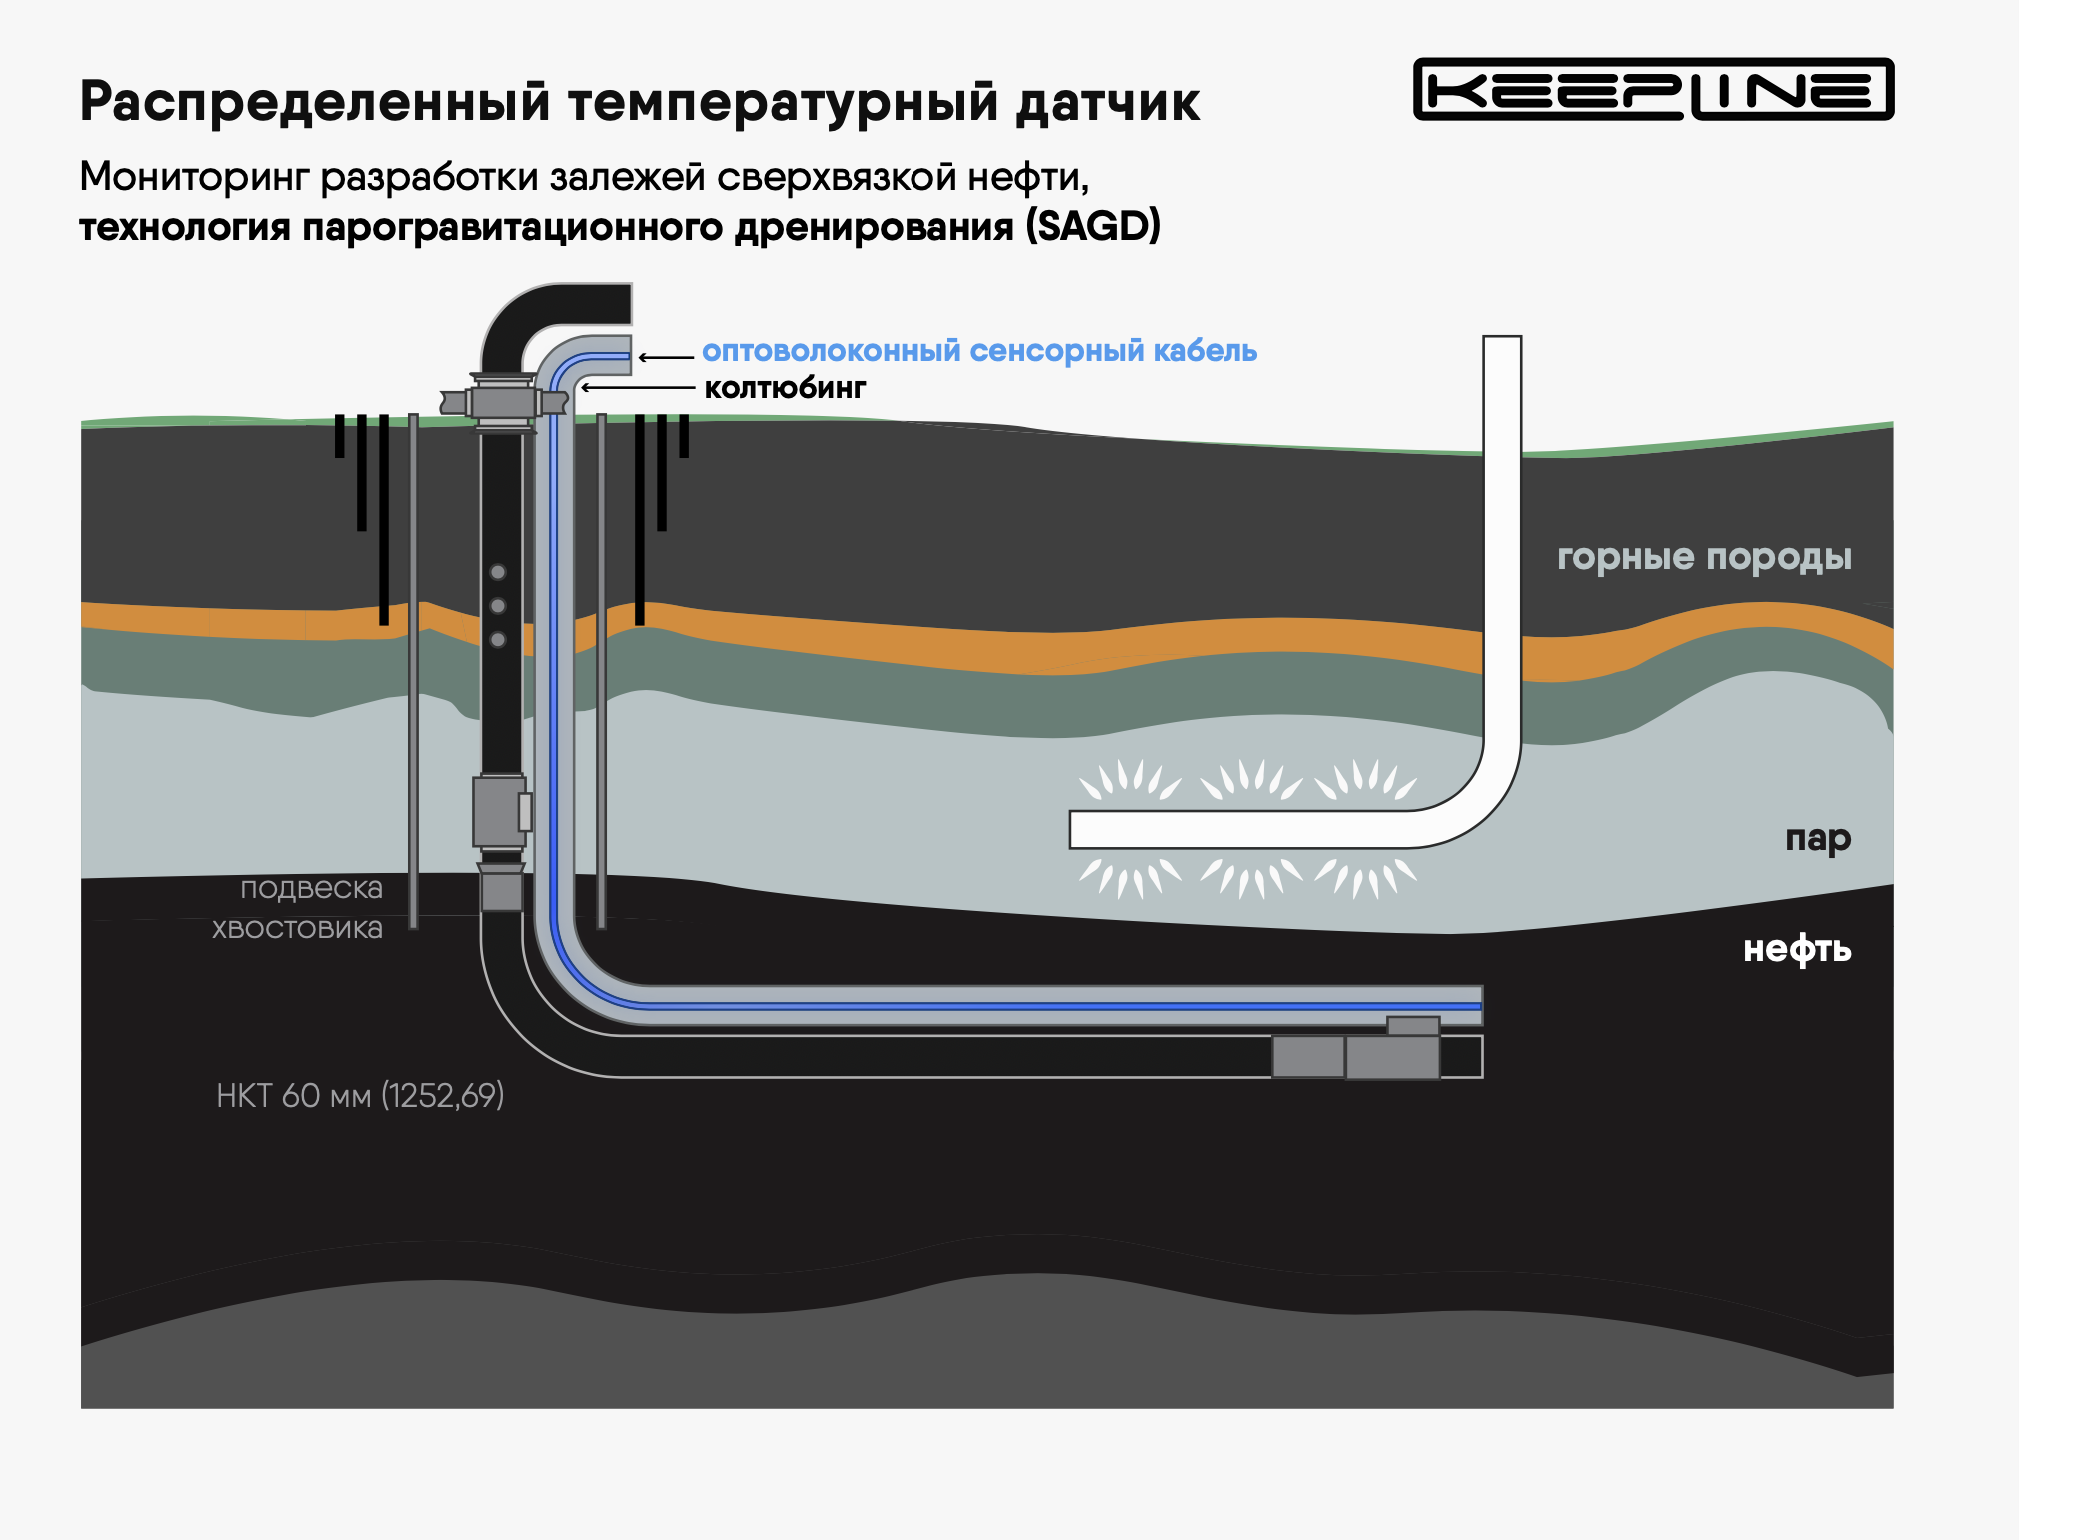 Распределенный температурный датчик
KEEPLINE
Мониторинг разработки залежей сверхвязкой нефти,
технология парогравитационного дренирования (SAGD)
оптоволоконный сенсорный кабель
колтюбинг
горные породы
пар
подвеска
хвостовика
нефть
НКТ 60 мм (1252,69)